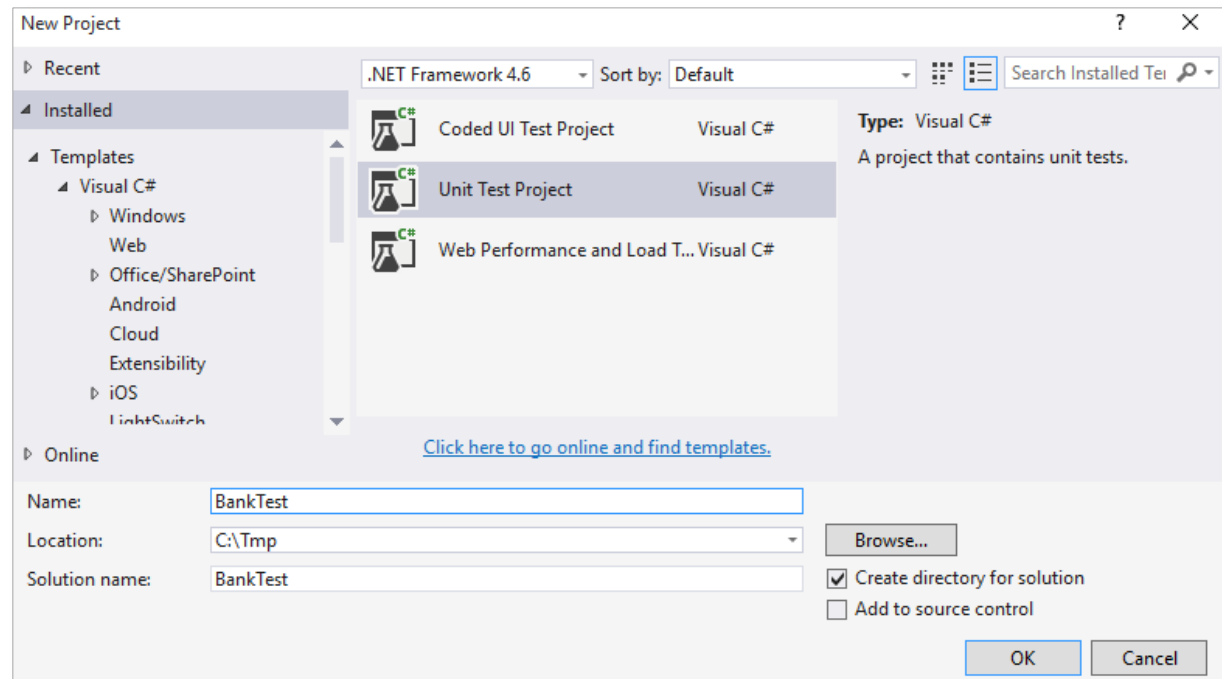 New Project ? X
Recent
Installed
Templates
Visual C#
Windows
Web
Office/SharePoint
Android
Cloud
Extensibility
iOS
LightSwitch
Online
.NET Framework 4.6 Sort by: Default Search Installed Te
C# Coded UI Test Project Visual C#
C# Unit Test Project Visual C#
C# Web Performance and Load T... Visual C#
Click here to go online and find templates.
Type: Visual C#
A project that contains unit tests.
Name: BankTest
Location: C:\Tmp Browse...
Solution name: BankTest Create directory for solution
Add to source control
OK Cancel